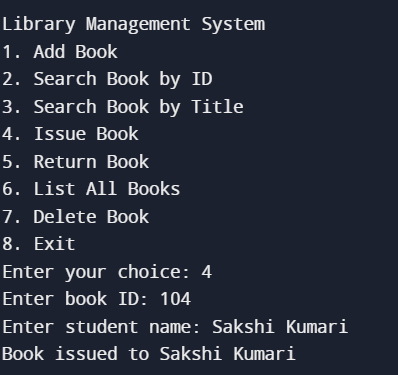 Library Management System
1. Add Book
2. Search Book by ID
3. Search Book by Title
4. Issue Book
5. Return Book
6. List All Books
7. Delete Book
8. Exit
Enter your choice: 4
Enter book ID: 104
Enter student name: Sakshi Kumari
Book issued to Sakshi Kumari